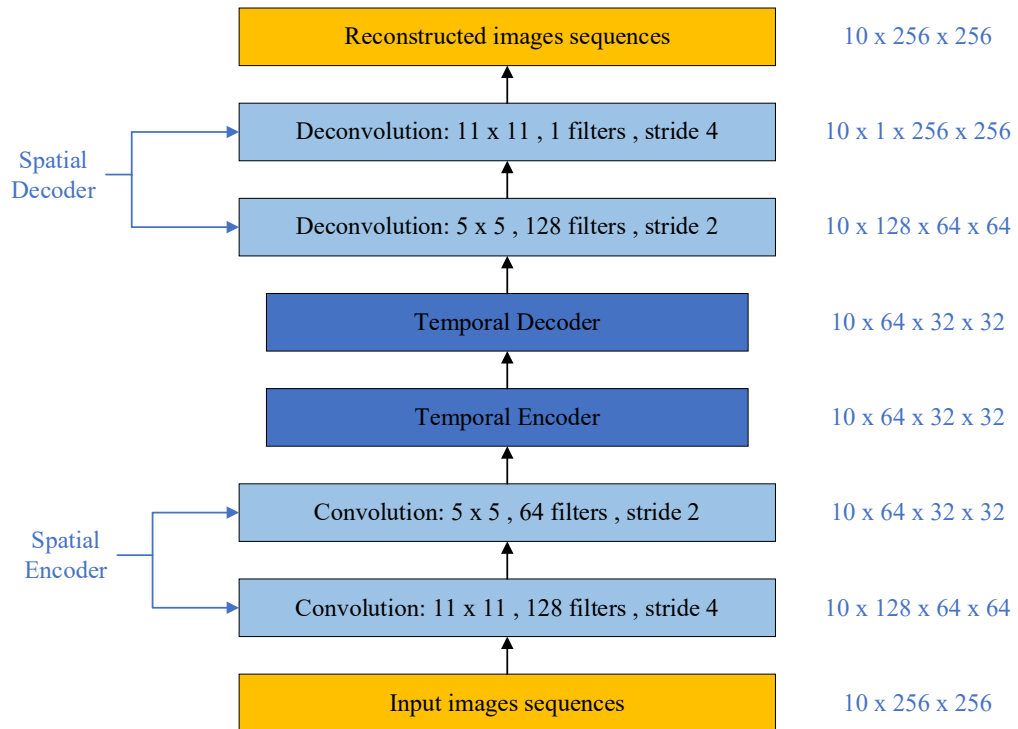 Reconstructed images sequences
10 x 256 x 256
Deconvolution: 11 x 11 , 1 filters , stride 4
10 x 1 x 256 x 256
Spatial
Decoder
Deconvolution: 5 x 5 , 128 filters , stride 2
10 x 128 x 64 x 64
Temporal Decoder
10 x 64 x 32 x 32
Temporal Encoder
10 x 64 x 32 x 32
Convolution: 5 x 5 , 64 filters , stride 2
10 x 64 x 32 x 32
Spatial
Encoder
Convolution: 11 x 11 , 128 filters , stride 4
10 x 128 x 64 x 64
Input images sequences
10 x 256 x 256